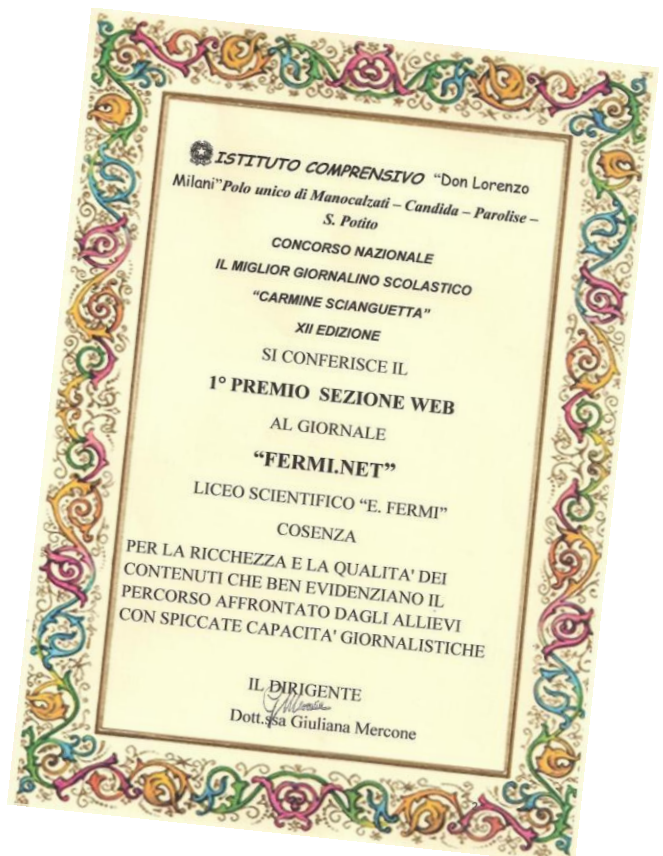 ISTITUTO COMPRENSIVO “Don Lorenzo
Milani”Polo unico di Manocalzati – Candida – Parolise –
S. Potito
CONCORSO NAZIONALE
IL MIGLIOR GIORNALINO SCOLASTICO
“CARMINE SCIANGUETTA”
XII EDIZIONE
SI CONFERISCE IL
1° PREMIO SEZIONE WEB
AL GIORNALE
“FERMI.NET”
LICEO SCIENTIFICO “E. FERMI”
COSENZA
PER LA RICCHEZZA E LA QUALITA' DEI
CONTENUTI CHE BEN EVIDENZIANO IL
PERCORSO AFFRONTATO DAGLI ALLIEVI
CON SPICCATE CAPACITA' GIORNALISTICHE
IL DIRIGENTE
Dott.ssa Giuliana Mercone